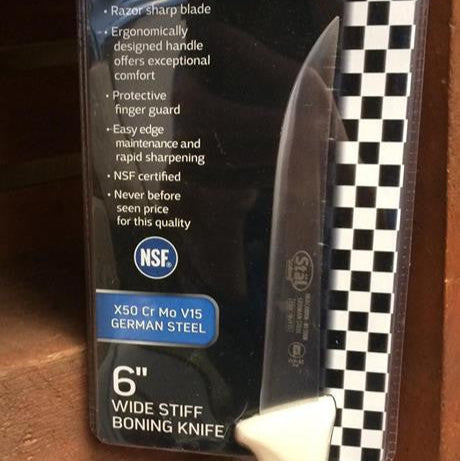 • Razor sharp blade
• Ergonomically
designed handle
offers exceptional
comfort
• Protective
finger guard
• Easy edge
maintenance and
rapid sharpening
• NSF certified
• Never before
seen price
for this quality
NSF®
X50 Cr Mo V15
GERMAN STEEL
6"
WIDE STIFF
BONING KNIFE
Stål